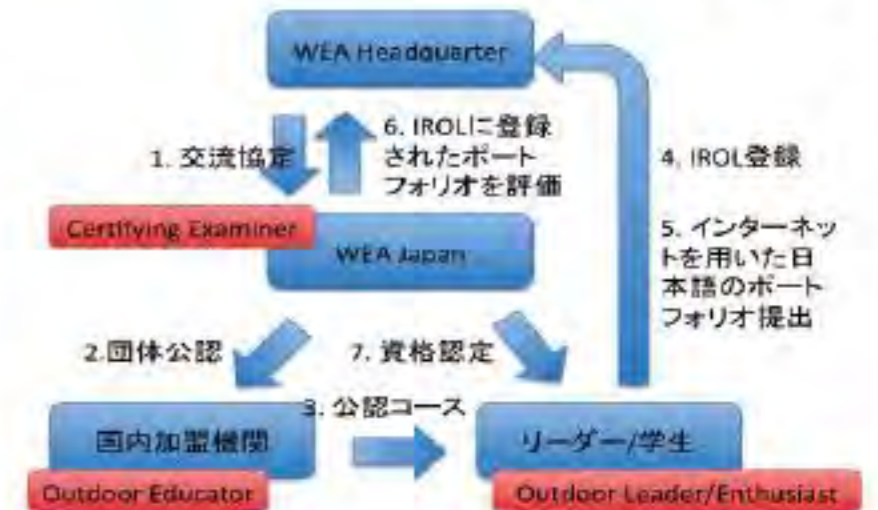 WEA Headquarter
1. 交流協定
6. IROLに登録
されたポート
フォリオを評価
4. IROL登録
Certifying Examiner
WEA Japan
5. インターネッ
トを用いた日
本語のポート
フォリオ提出
2.団体公認
7. 資格認定
3. 公認コース
国内加盟機関
リーダー/学生
Outdoor Educator
Outdoor Leader/Enthusiast